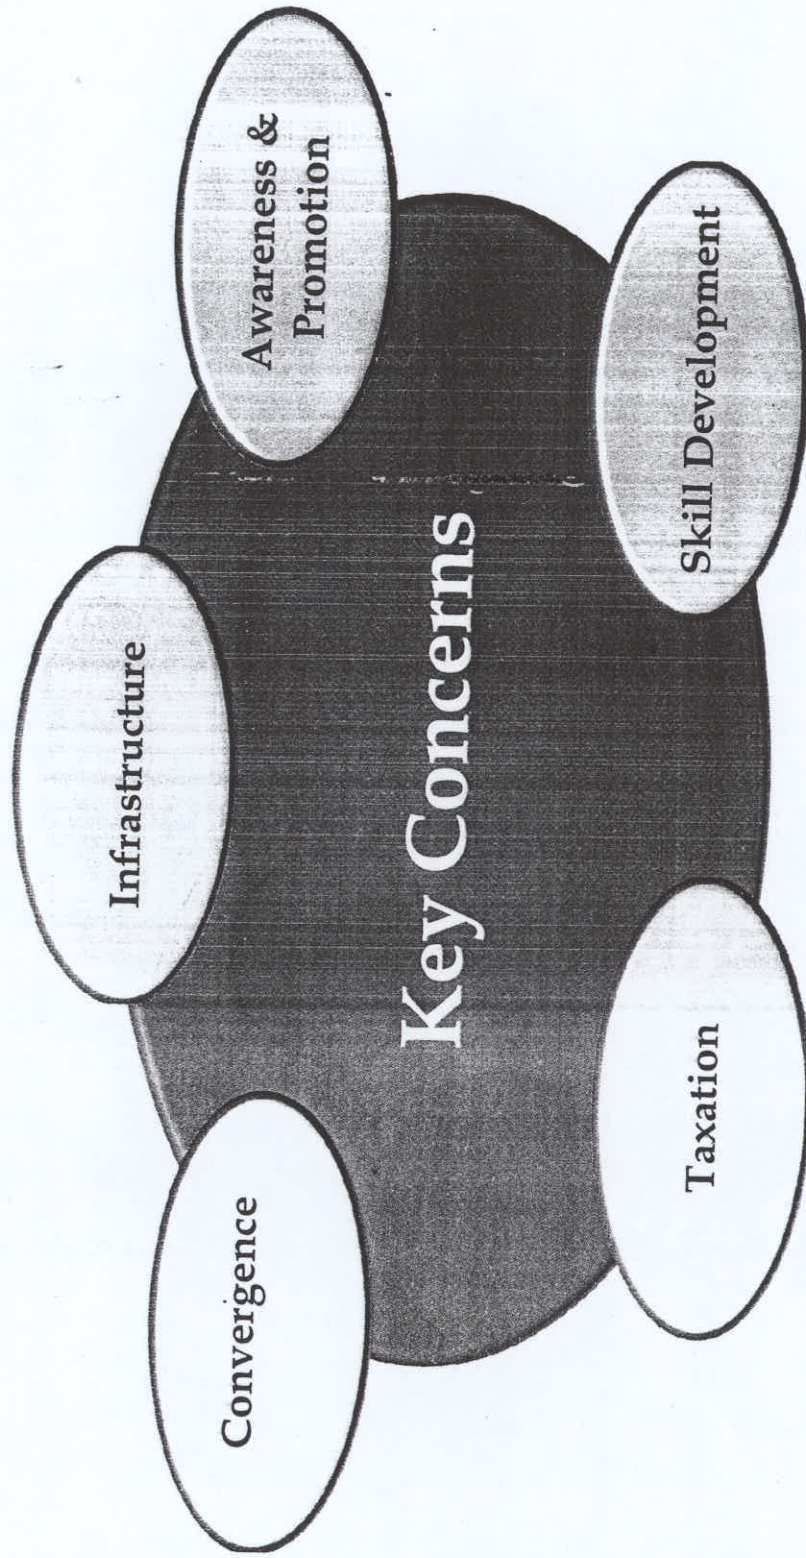 Convergence
Infrastructure
Awareness &
Promotion
Key Concerns
Taxation
Skill Development